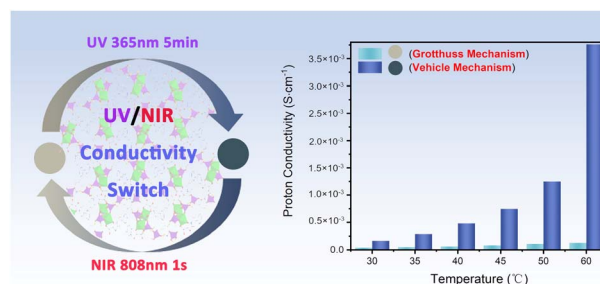 UV 365nm 5min
UV/NIR
Conductivity
Switch
NIR 808nm 1s
Proton Conductivity (S·cm⁻¹)
3.5×10⁻³
3.0×10⁻³
2.5×10⁻³
2.0×10⁻³
1.5×10⁻³
1.0×10⁻³
0.5×10⁻³
0.0
(Grotthuss Mechanism)
(Vehicle Mechanism)
30 35 40 45 50 60
Temperature (℃)